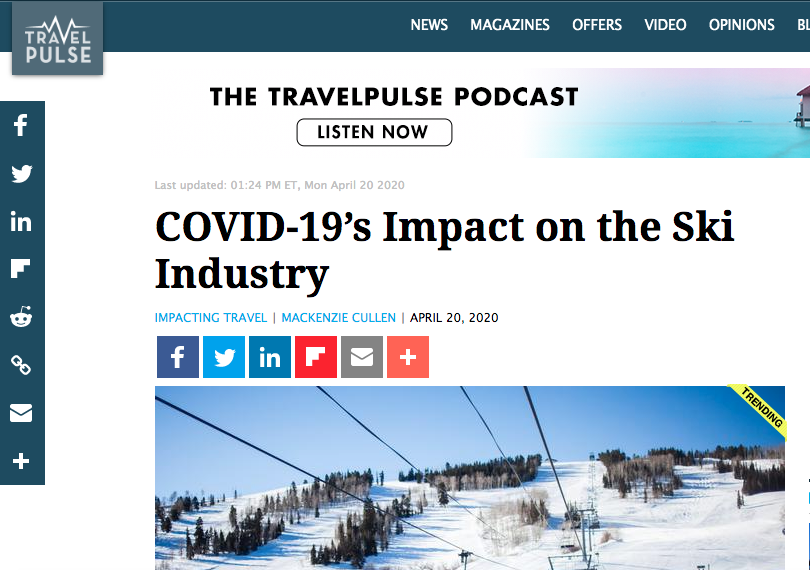 TRAVEL
PULSE
NEWS MAGAZINES OFFERS VIDEO OPINIONS
THE TRAVELPULSE PODCAST
LISTEN NOW
Last updated: 01:24 PM ET, Mon April 20 2020
COVID-19’s Impact on the Ski
Industry
IMPACTING TRAVEL | MACKENZIE CULLEN | APRIL 20, 2020
TRENDING